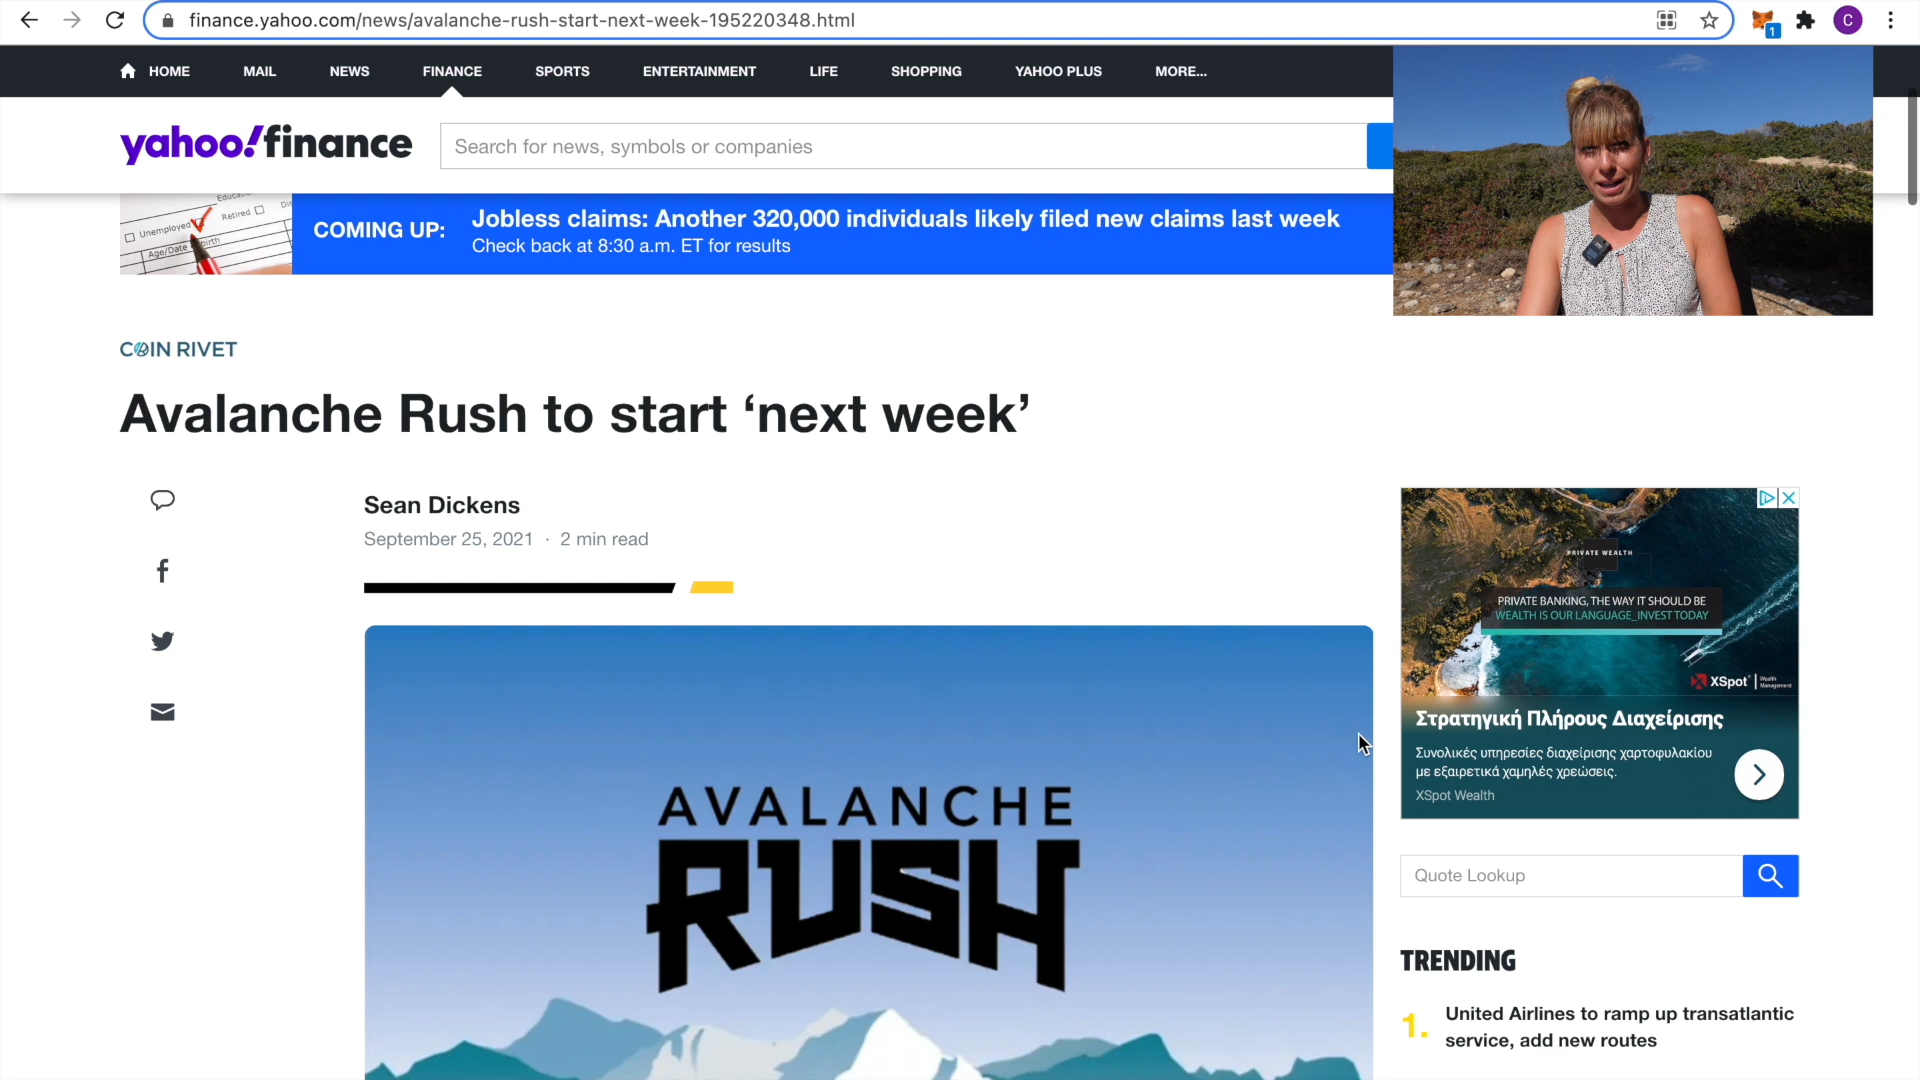 finance.yahoo.com/news/avalanche-rush-start-next-week-195220348.html
1
C
HOME MAIL NEWS FINANCE SPORTS ENTERTAINMENT LIFE SHOPPING YAHOO PLUS MORE...
yahoo!finance
Search for news, symbols or companies
Unemployed
Retired
Age/Date
COMING UP:
Jobless claims: Another 320,000 individuals likely filed new claims last week
Check back at 8:30 a.m. ET for results
COIN RIVET
Avalanche Rush to start ‘next week’
Sean Dickens
September 25, 2021 · 2 min read
AVALANCHE
RUSH
PRIVATE WEALTH
PRIVATE BANKING, THE WAY IT SHOULD BE
WEALTH IS OUR LANGUAGE_INVEST TODAY
XSpot Wealth Management
Στρατηγική Πλήρους Διαχείρισης
Συνολικές υπηρεσίες διαχείρισης χαρτοφυλακίου
με εξαιρετικά χαμηλές χρεώσεις.
XSpot Wealth
Quote Lookup
TRENDING
1. United Airlines to ramp up transatlantic
service, add new routes